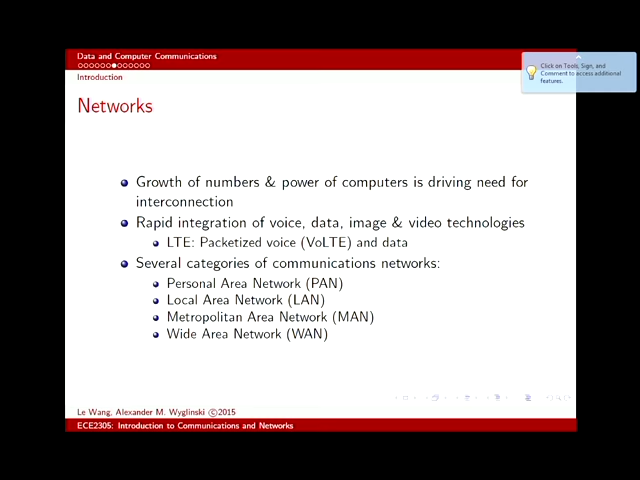 Data and Computer Communications
Introduction
Click on Tools, Sign, and
Comment to access additional
features.
Networks
Growth of numbers & power of computers is driving need for
interconnection
Rapid integration of voice, data, image & video technologies
LTE: Packetized voice (VoLTE) and data
Several categories of communications networks:
Personal Area Network (PAN)
Local Area Network (LAN)
Metropolitan Area Network (MAN)
Wide Area Network (WAN)
Le Wang, Alexander M. Wyglinski ©2015
ECE2305: Introduction to Communications and Networks